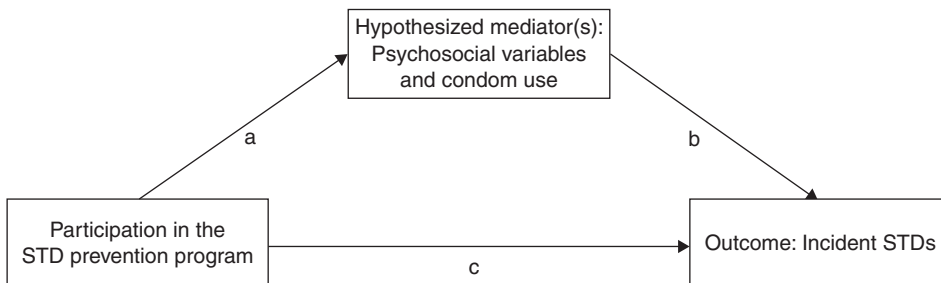 Hypothesized mediator(s):
Psychosocial variables
and condom use
a
b
Participation in the
STD prevention program
Outcome: Incident STDs
c